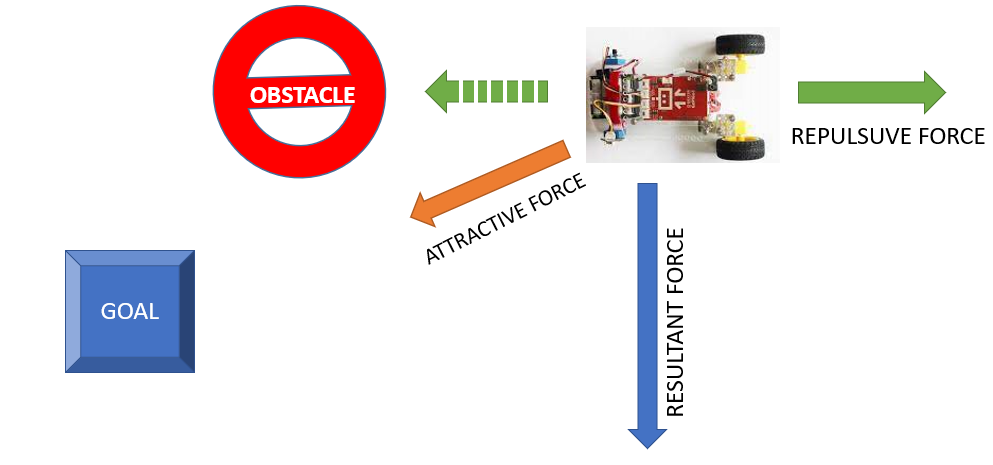 OBSTACLE
REPULSUVE FORCE
ATTRACTIVE FORCE
GOAL
RESULTANT FORCE